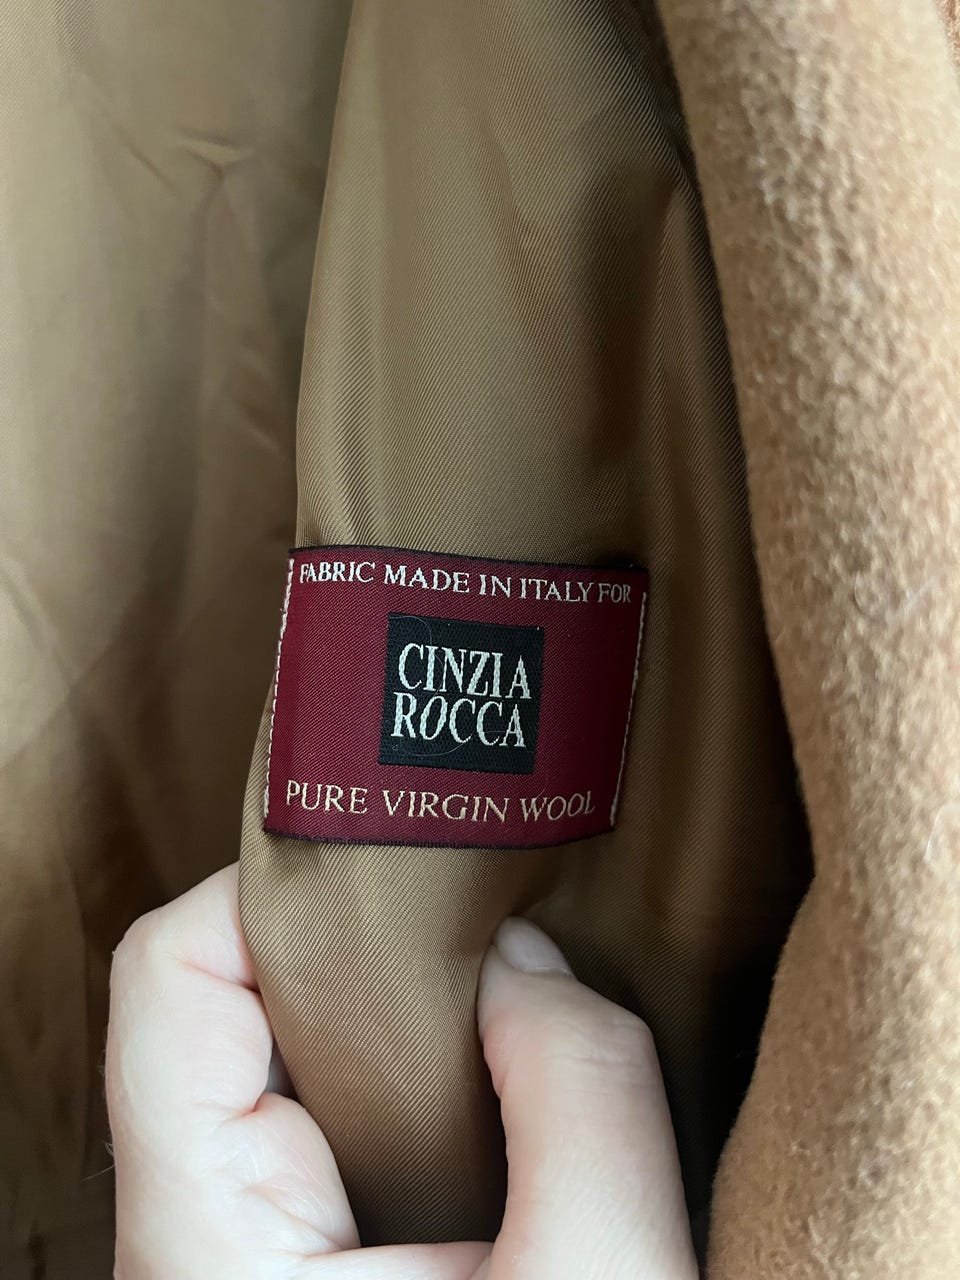 FABRIC MADE IN ITALY FOR
CINZIA
ROCCA
PURE VIRGIN WOOL